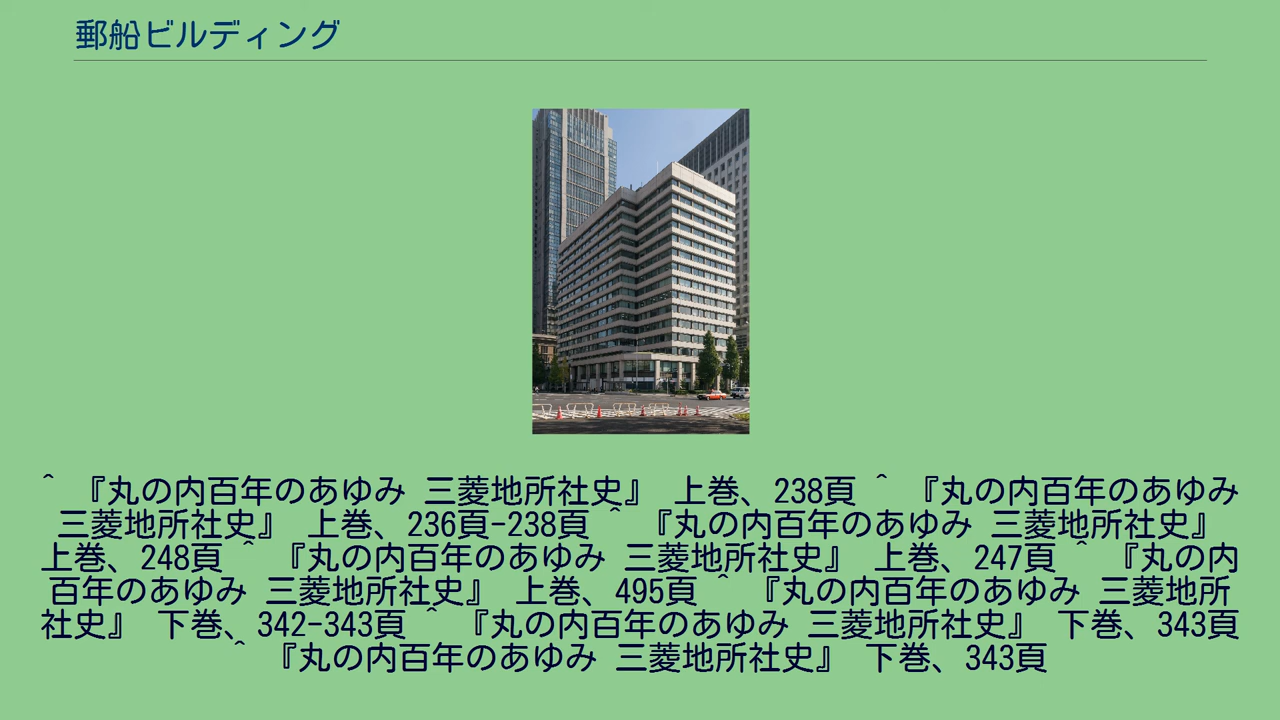 郵船ビルディング
^ 『丸の内百年のあゆみ 三菱地所社史』 上巻、238頁 ^ 『丸の内百年のあゆみ
三菱地所社史』 上巻、236頁-238頁 ^ 『丸の内百年のあゆみ 三菱地所社史』
上巻、248頁 ^ 『丸の内百年のあゆみ 三菱地所社史』 上巻、247頁 ^ 『丸の内
百年のあゆみ 三菱地所社史』 上巻、495頁 ^ 『丸の内百年のあゆみ 三菱地所
社史』 下巻、342-343頁 ^ 『丸の内百年のあゆみ 三菱地所社史』 下巻、343頁
^ 『丸の内百年のあゆみ 三菱地所社史』 下巻、343頁